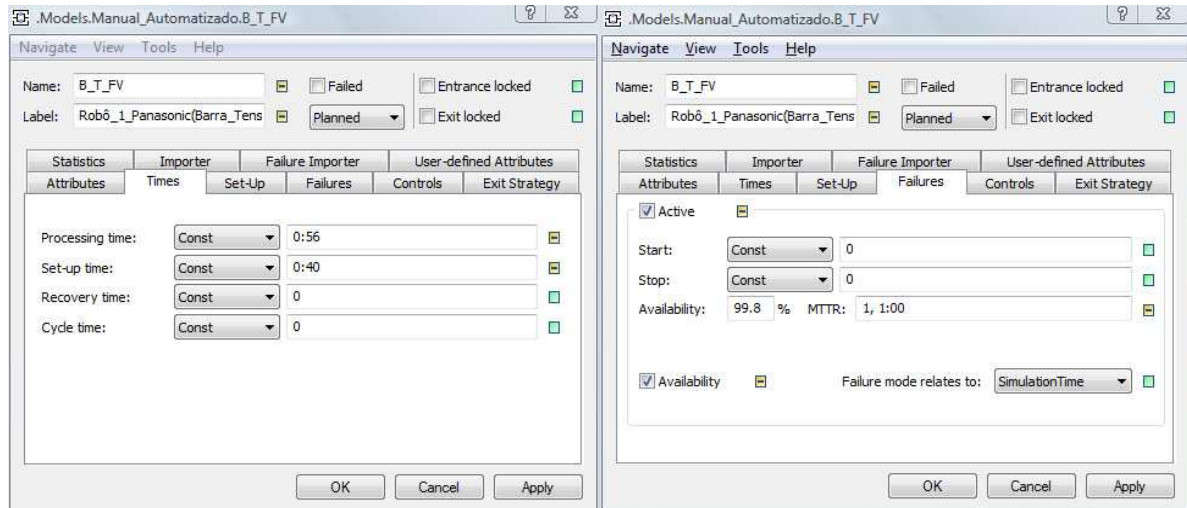 .Models.Manual_Automatizado.B_T_FV
Navigate View Tools Help
Name: B_T_FV Failed Entrance locked
Label: Robô_1_Panasonic(Barra_Tens Planned Exit locked
Statistics Importer Failure Importer User-defined Attributes
Attributes Times Set-Up Failures Controls Exit Strategy
Processing time: Const 0:56
Set-up time: Const 0:40
Recovery time: Const 0
Cycle time: Const 0
OK Cancel Apply
.Models.Manual_Automatizado.B_T_FV
Navigate View Tools Help
Name: B_T_FV Failed Entrance locked
Label: Robô_1_Panasonic(Barra_Tens Planned Exit locked
Statistics Importer Failure Importer User-defined Attributes
Attributes Times Set-Up Failures Controls Exit Strategy
Active
Start: Const 0
Stop: Const 0
Availability: 99.8 % MTTR: 1, 1:00
Availability Failure mode relates to: SimulationTime
OK Cancel Apply